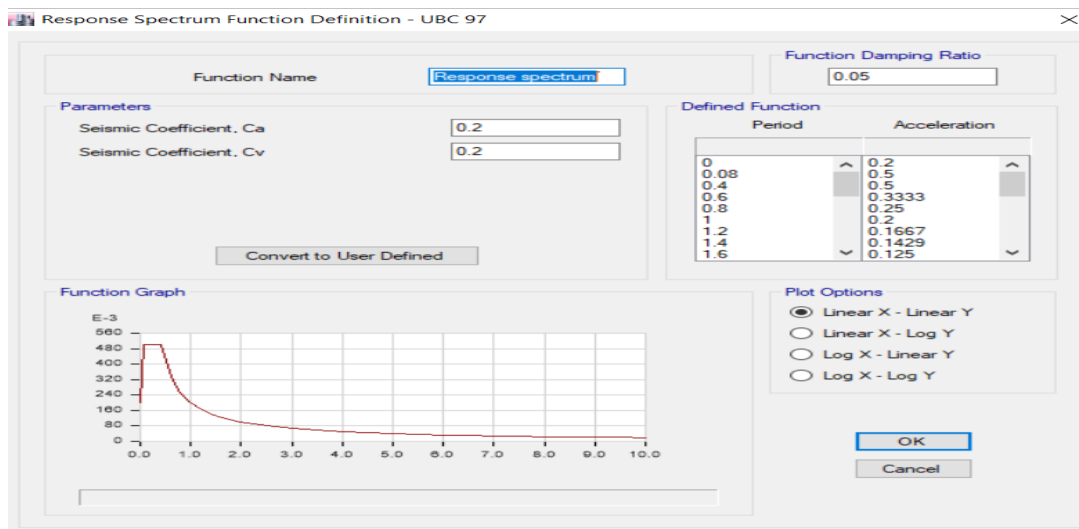 Response Spectrum Function Definition - UBC 97
Function Name
Response spectrum
Function Damping Ratio
0.05
Parameters
Seismic Coefficient, Ca
0.2
Seismic Coefficient, Cv
0.2
Convert to User Defined
Defined Function
Period Acceleration
0 0.2
0.08 0.5
0.4 0.5
0.6 0.3333
0.8 0.25
1 0.2
1.2 0.1667
1.4 0.1429
1.6 0.125
Function Graph
E-3
560
480
400
320
240
160
80
0
0.0 1.0 2.0 3.0 4.0 5.0 6.0 7.0 8.0 9.0 10.0
Plot Options
Linear X - Linear Y
Linear X - Log Y
Log X - Linear Y
Log X - Log Y
OK
Cancel